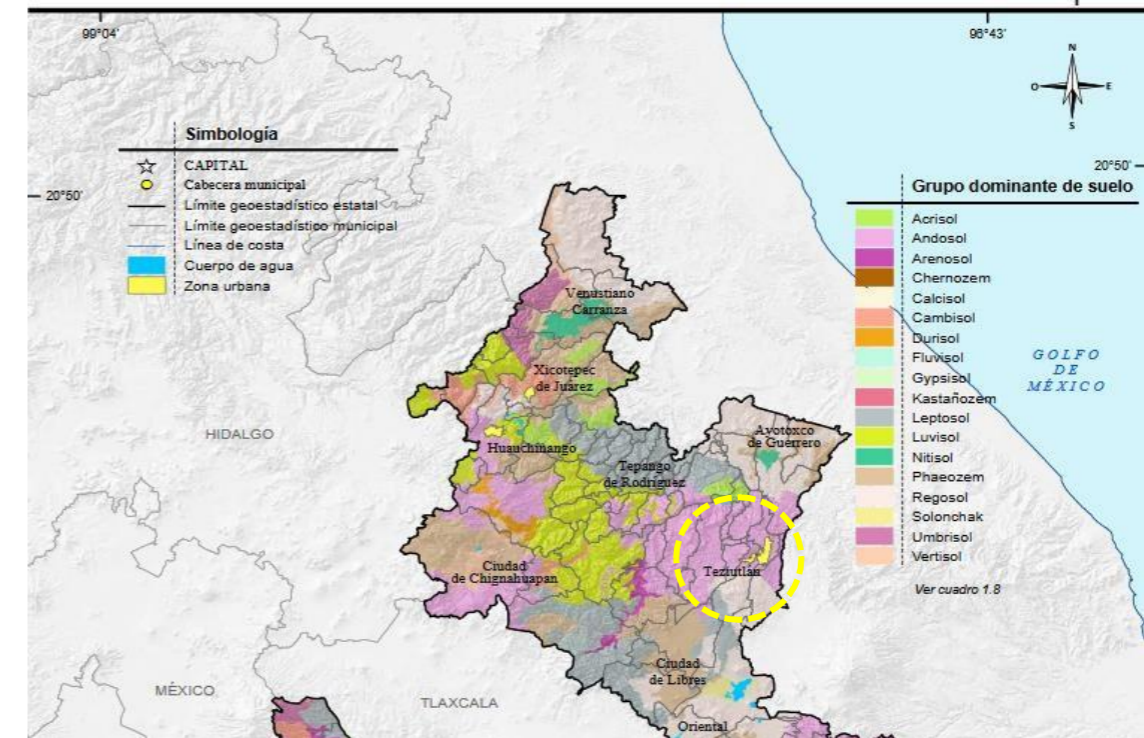 99°04'
96°43'
N
O
E
S
20°50'
20°50'
Simbología
CAPITAL
Cabecera municipal
Límite geoestadístico estatal
Límite geoestadístico municipal
Línea de costa
Cuerpo de agua
Zona urbana
Grupo dominante de suelo
Acrisol
Andosol
Arenosol
Chernozem
Calcisol
Cambisol
Durisol
Fluvisol
Gypsisol
Kastañozem
Leptosol
Luvisol
Nitisol
Phaeozem
Regosol
Solonchak
Umbrisol
Vertisol
Ver cuadro 1.8
GOLFO
DE
MÉXICO
Venustiano
Carranza
Xicotepec
de Juárez
HIDALGO
Huauchinango
Ayotoxco
de Guerrero
Tepango
de Rodríguez
Ciudad
de Chignahuapan
Teziutlán
Ciudad
de Libres
MÉXICO
TLAXCALA
Oriental